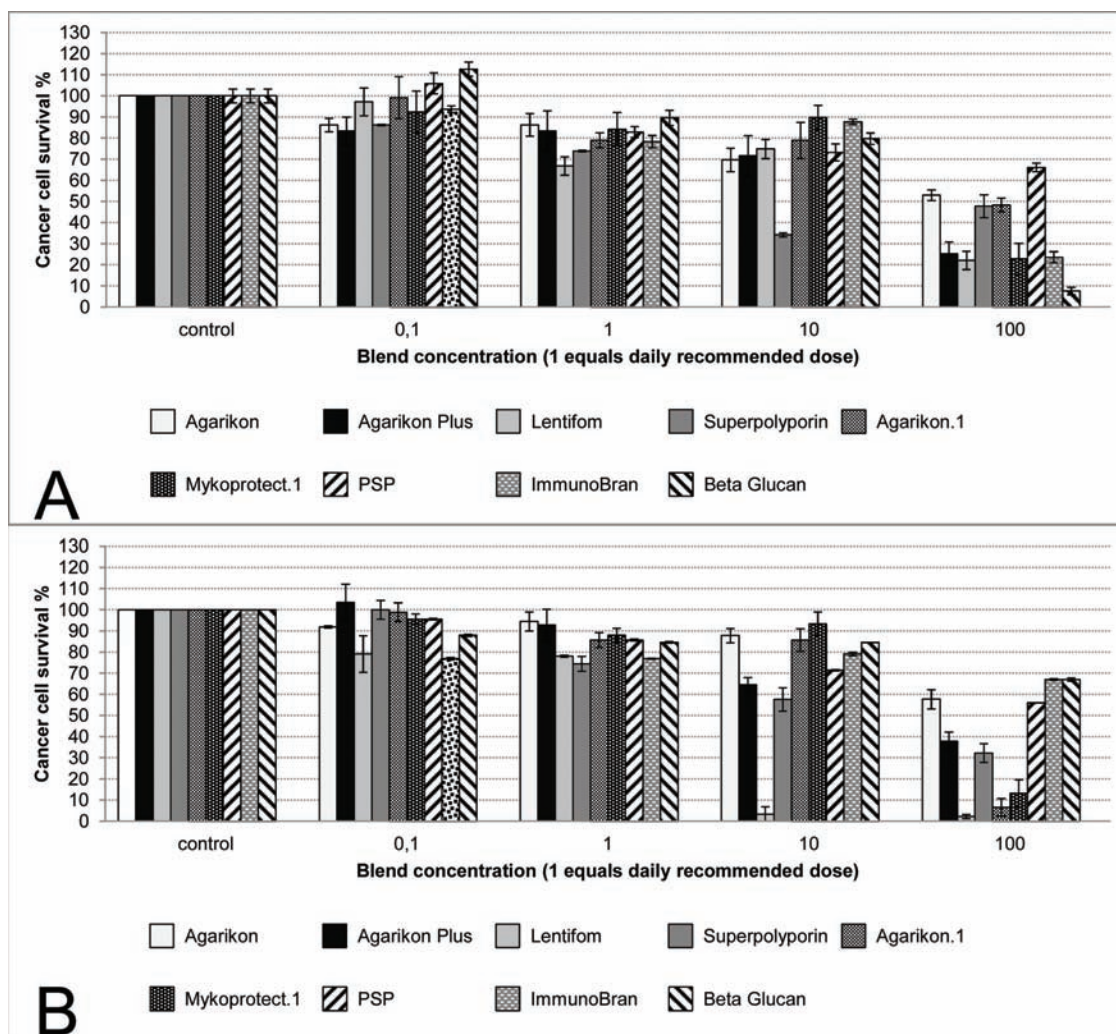 130
120
110
100
90
80
70
60
50
40
30
20
10
0
Cancer cell survival %
control 0,1 1 10 100
Blend concentration (1 equals daily recommended dose)
Agarikon Agarikon Plus Lentifom Superpolyporin Agarikon.1
Mykoprotect.1 PSP ImmunoBran Beta Glucan
A
130
120
110
100
90
80
70
60
50
40
30
20
10
0
Cancer cell survival %
control 0,1 1 10 100
Blend concentration (1 equals daily recommended dose)
Agarikon Agarikon Plus Lentifom Superpolyporin Agarikon.1
Mykoprotect.1 PSP ImmunoBran Beta Glucan
B